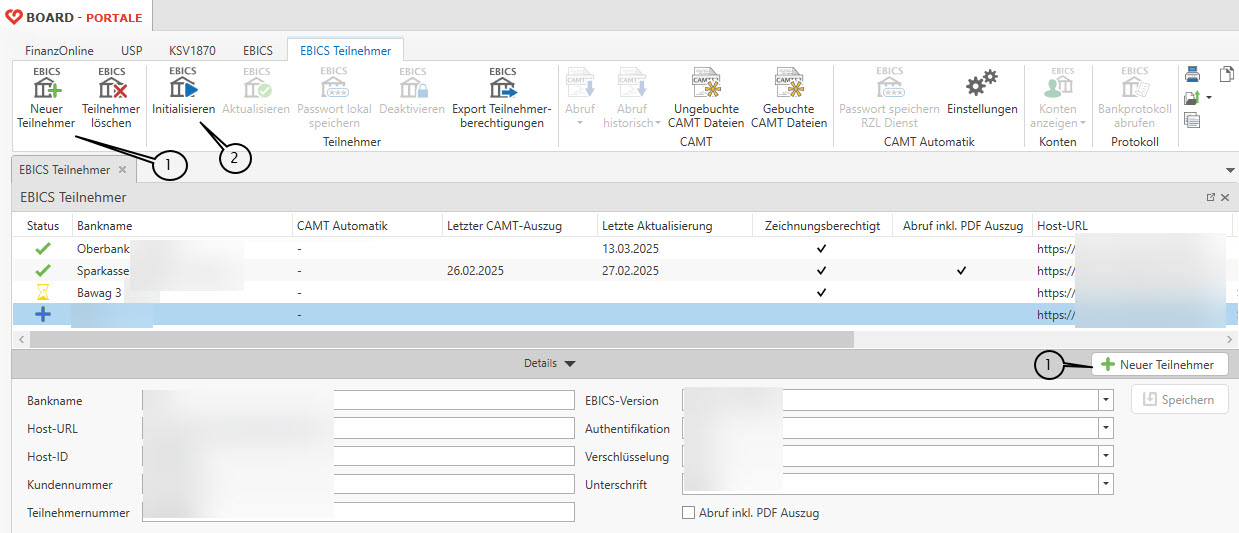 BOARD - PORTALE
FinanzOnline USP KSV1870 EBICS EBICS Teilnehmer
EBICS EBICS EBICS EBICS EBICS EBICS EBICS CAMT CAMT CAMT CAMT EBICS EBICS EBICS
Neuer Teilnehmer Initialisieren Aktualisieren Passwort lokal Deaktivieren Export Teilnehmer- Abruf Abruf Ungebuchte Gebuchte Passwort speichern Einstellungen Konten Bankprotokoll
Teilnehmer löschen speichern berechtigungen historisch CAMT Dateien CAMT Dateien RZL Dienst anzeigen abrufen
Teilnehmer CAMT CAMT Automatik Konten Protokoll
1 2
EBICS Teilnehmer
EBICS Teilnehmer
Status Bankname CAMT Automatik Letzter CAMT-Auszug Letzte Aktualisierung Zeichnungsberechtigt Abruf inkl. PDF Auszug Host-URL
Oberbank - 13.03.2025 https://
Sparkasse - 26.02.2025 27.02.2025 https://
Bawag 3 - https://
- https://
Details 1 Neuer Teilnehmer
Bankname EBICS-Version Speichern
Host-URL Authentifikation
Host-ID Verschlüsselung
Kundennummer Unterschrift
Teilnehmernummer Abruf inkl. PDF Auszug